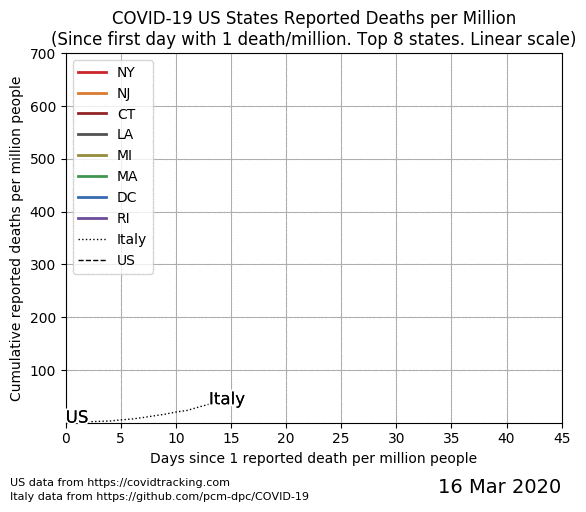 COVID-19 US States Reported Deaths per Million
(Since first day with 1 death/million. Top 8 states. Linear scale)
Cumulative reported deaths per million people
700
600
500
400
300
200
100
NY
NJ
CT
LA
MI
MA
DC
RI
Italy
US
Italy
US
0 5 10 15 20 25 30 35 40 45
Days since 1 reported death per million people
US data from https://covidtracking.com
Italy data from https://github.com/pcm-dpc/COVID-19
16 Mar 2020